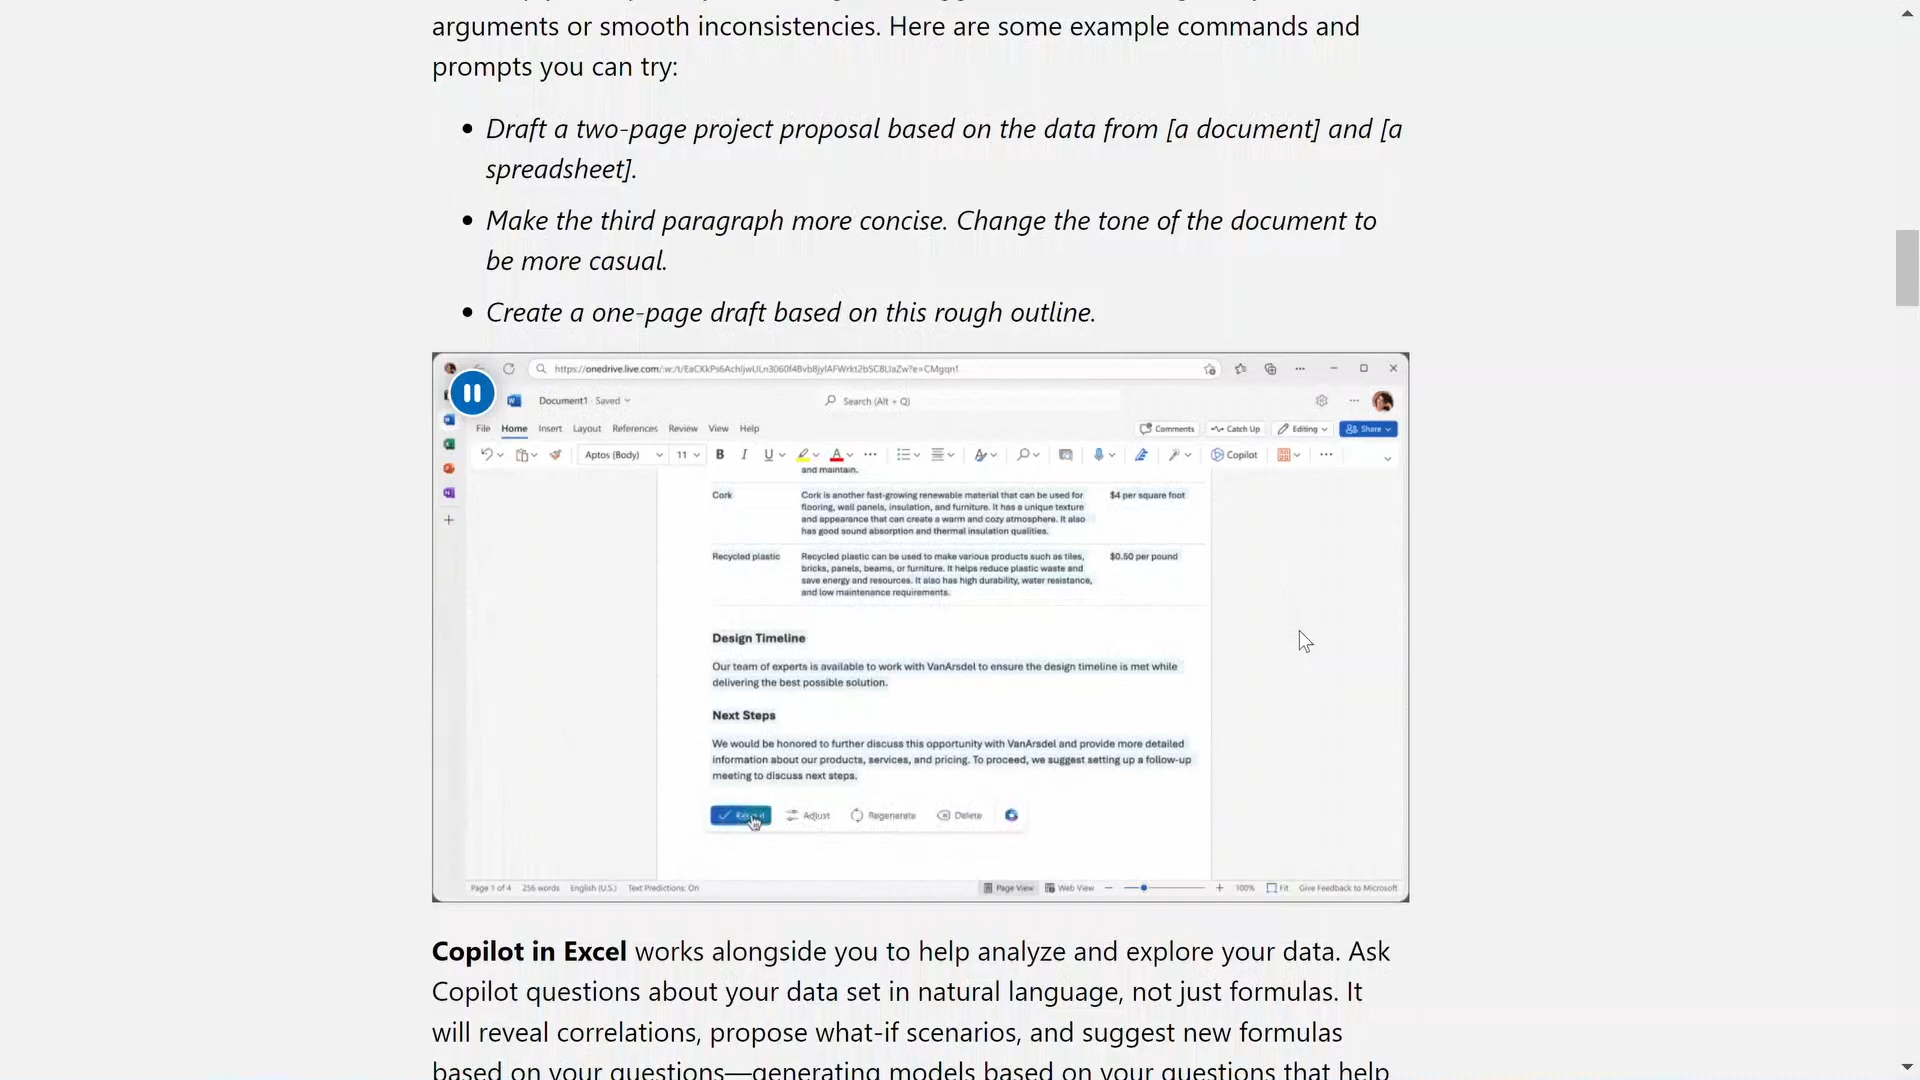 arguments or smooth inconsistencies. Here are some example commands and
prompts you can try:
• Draft a two-page project proposal based on the data from [a document] and [a
spreadsheet].
• Make the third paragraph more concise. Change the tone of the document to
be more casual.
• Create a one-page draft based on this rough outline.
Document1 · Saved
Search (Alt + Q)
File Home Insert Layout References Review View Help
Comments Catch Up Editing Share
Aptos (Body) 11 B I U A Copilot
and maintain.
Cork
Cork is another fast-growing renewable material that can be used for
flooring, wall panels, insulation, and furniture. It has a unique texture
and appearance that can create a warm and cozy atmosphere. It also
has good sound absorption and thermal insulation qualities.
$4 per square foot
Recycled plastic
Recycled plastic can be used to make various products such as tiles,
bricks, panels, beams, or furniture. It helps reduce plastic waste and
save energy and resources. It also has high durability, water resistance,
and low maintenance requirements.
$0.50 per pound
Design Timeline
Our team of experts is available to work with VanArsdel to ensure the design timeline is met while
delivering the best possible solution.
Next Steps
We would be honored to further discuss this opportunity with VanArsdel and provide more detailed
information about our products, services, and pricing. To proceed, we suggest setting up a follow-up
meeting to discuss next steps.
Adjust Regenerate Delete
Page 1 of 4 256 words English (U.S.) Text Predictions: On
Page View Web View 100% Fit Give Feedback to Microsoft
Copilot in Excel works alongside you to help analyze and explore your data. Ask
Copilot questions about your data set in natural language, not just formulas. It
will reveal correlations, propose what-if scenarios, and suggest new formulas
based on your questions—generating models based on your questions that help